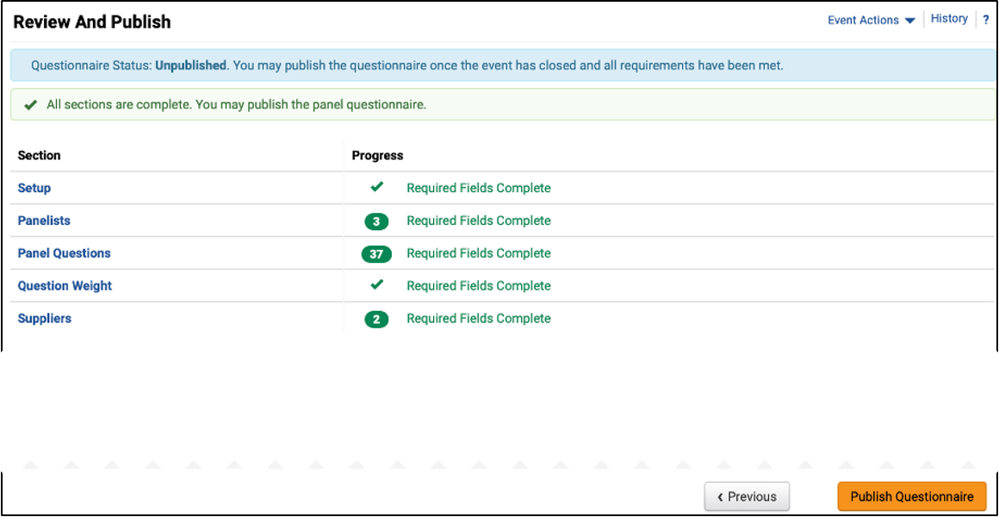 Review And Publish
Event Actions History ?
Questionnaire Status: Unpublished. You may publish the questionnaire once the event has closed and all requirements have been met.
All sections are complete. You may publish the panel questionnaire.
Section Progress
Setup Required Fields Complete
Panelists 3 Required Fields Complete
Panel Questions 37 Required Fields Complete
Question Weight Required Fields Complete
Suppliers 2 Required Fields Complete
‹ Previous Publish Questionnaire